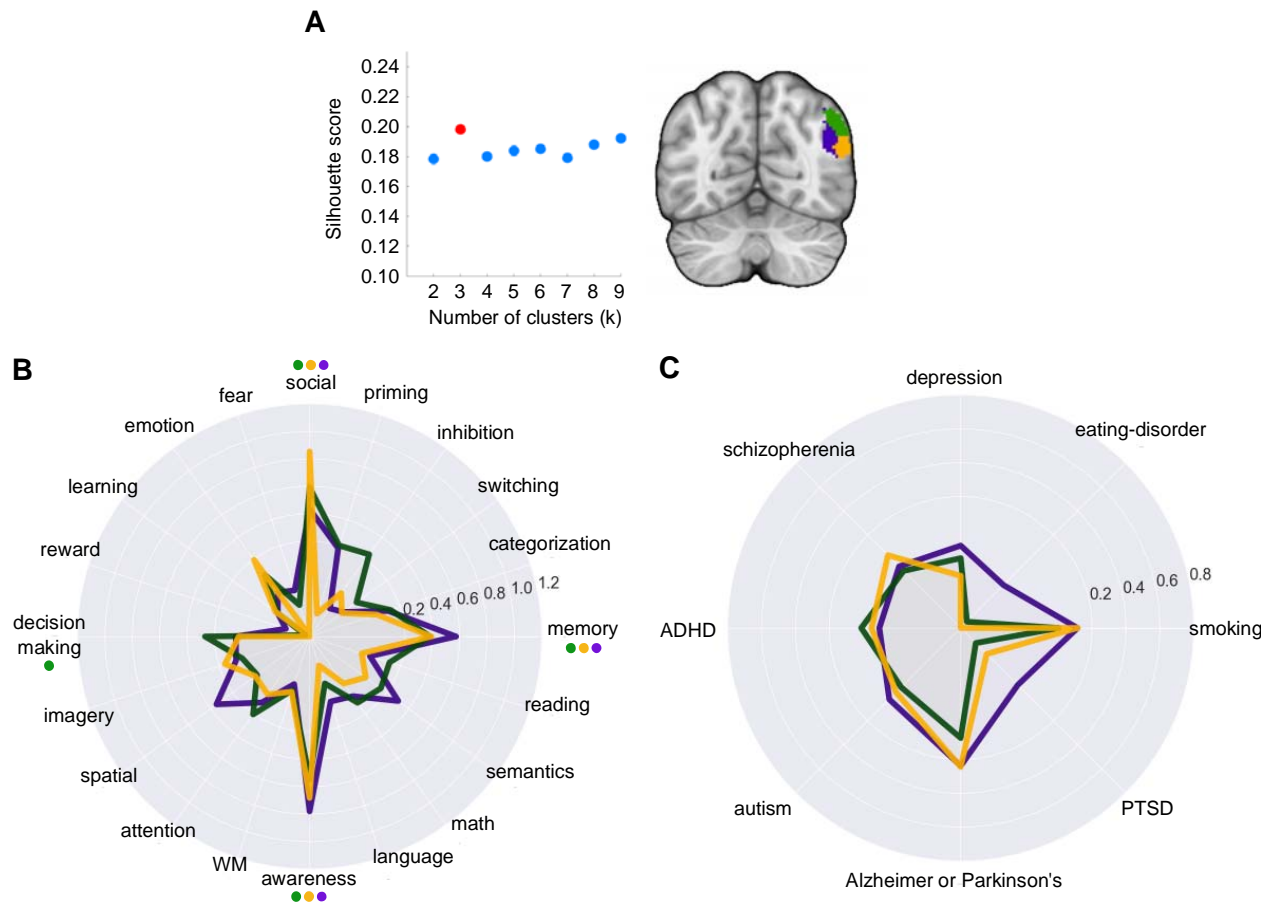 A
Silhouette score
0.24
0.22
0.20
0.18
0.16
0.14
0.12
0.10
2 3 4 5 6 7 8 9
Number of clusters (k)
B
social
fear
priming
emotion
inhibition
learning
switching
reward
categorization
0.2 0.4 0.6 0.8 1.0 1.2
decision
making
memory
imagery
reading
spatial
semantics
attention
math
WM
language
awareness
C
depression
schizopherenia
eating-disorder
0.2 0.4 0.6 0.8
ADHD
smoking
autism
PTSD
Alzheimer or Parkinson's